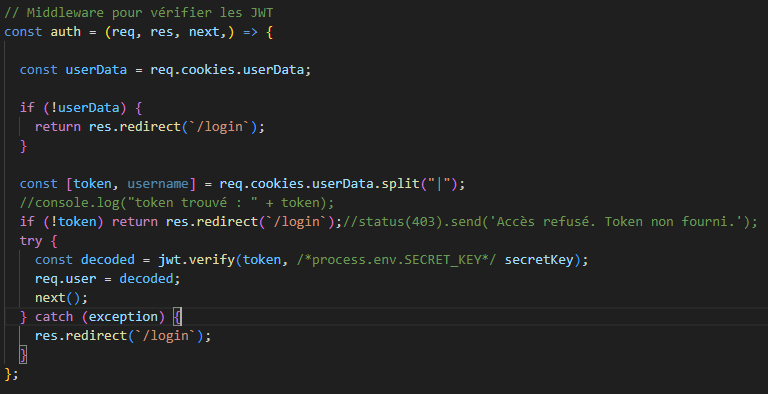 // Middleware pour vérifier les JWT
const auth = (req, res, next,) => {
const userData = req.cookies.userData;
if (!userData) {
return res.redirect(`/login`);
}
const [token, username] = req.cookies.userData.split("|");
//console.log("token trouvé : " + token);
if (!token) return res.redirect(`/login`);//status(403).send('Accès refusé. Token non fourni.');
try {
const decoded = jwt.verify(token, /*process.env.SECRET_KEY*/ secretKey);
req.user = decoded;
next();
} catch (exception) {
res.redirect(`/login`);
}
};